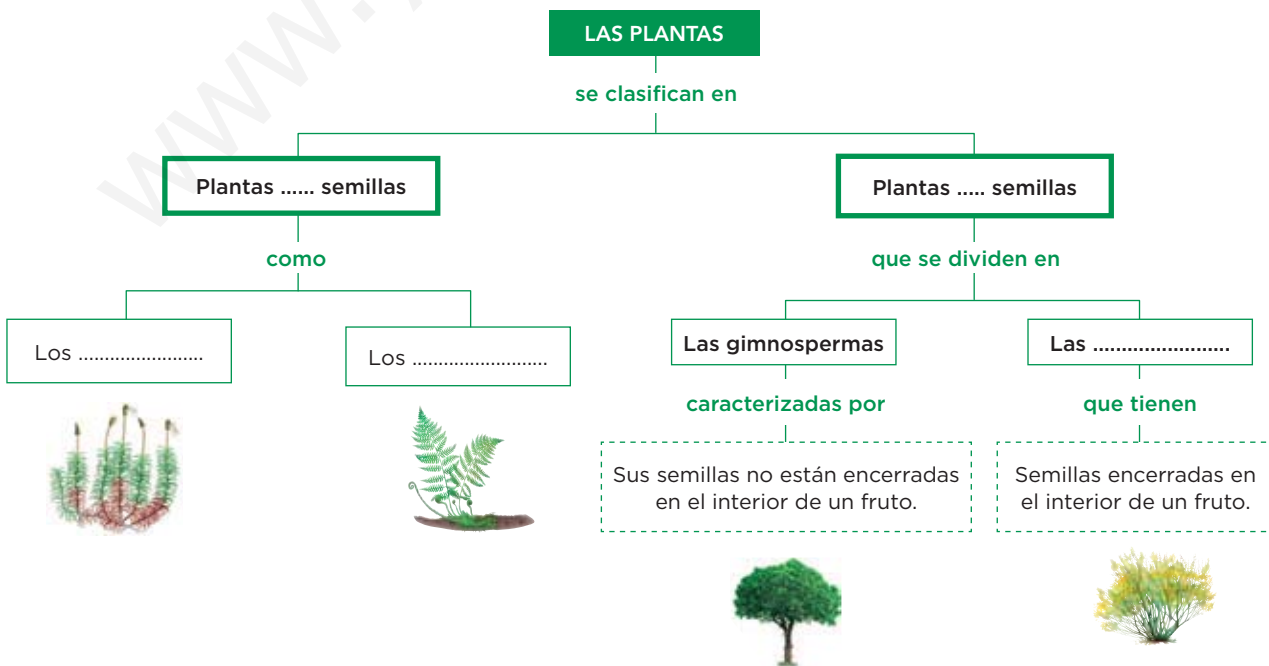 www.
LAS PLANTAS
se clasifican en
Plantas ...... semillas
Plantas ..... semillas
como
que se dividen en
Los ........................
Los ..........................
Las gimnospermas
Las ........................
caracterizadas por
que tienen
Sus semillas no están encerradas
en el interior de un fruto.
Semillas encerradas en
el interior de un fruto.